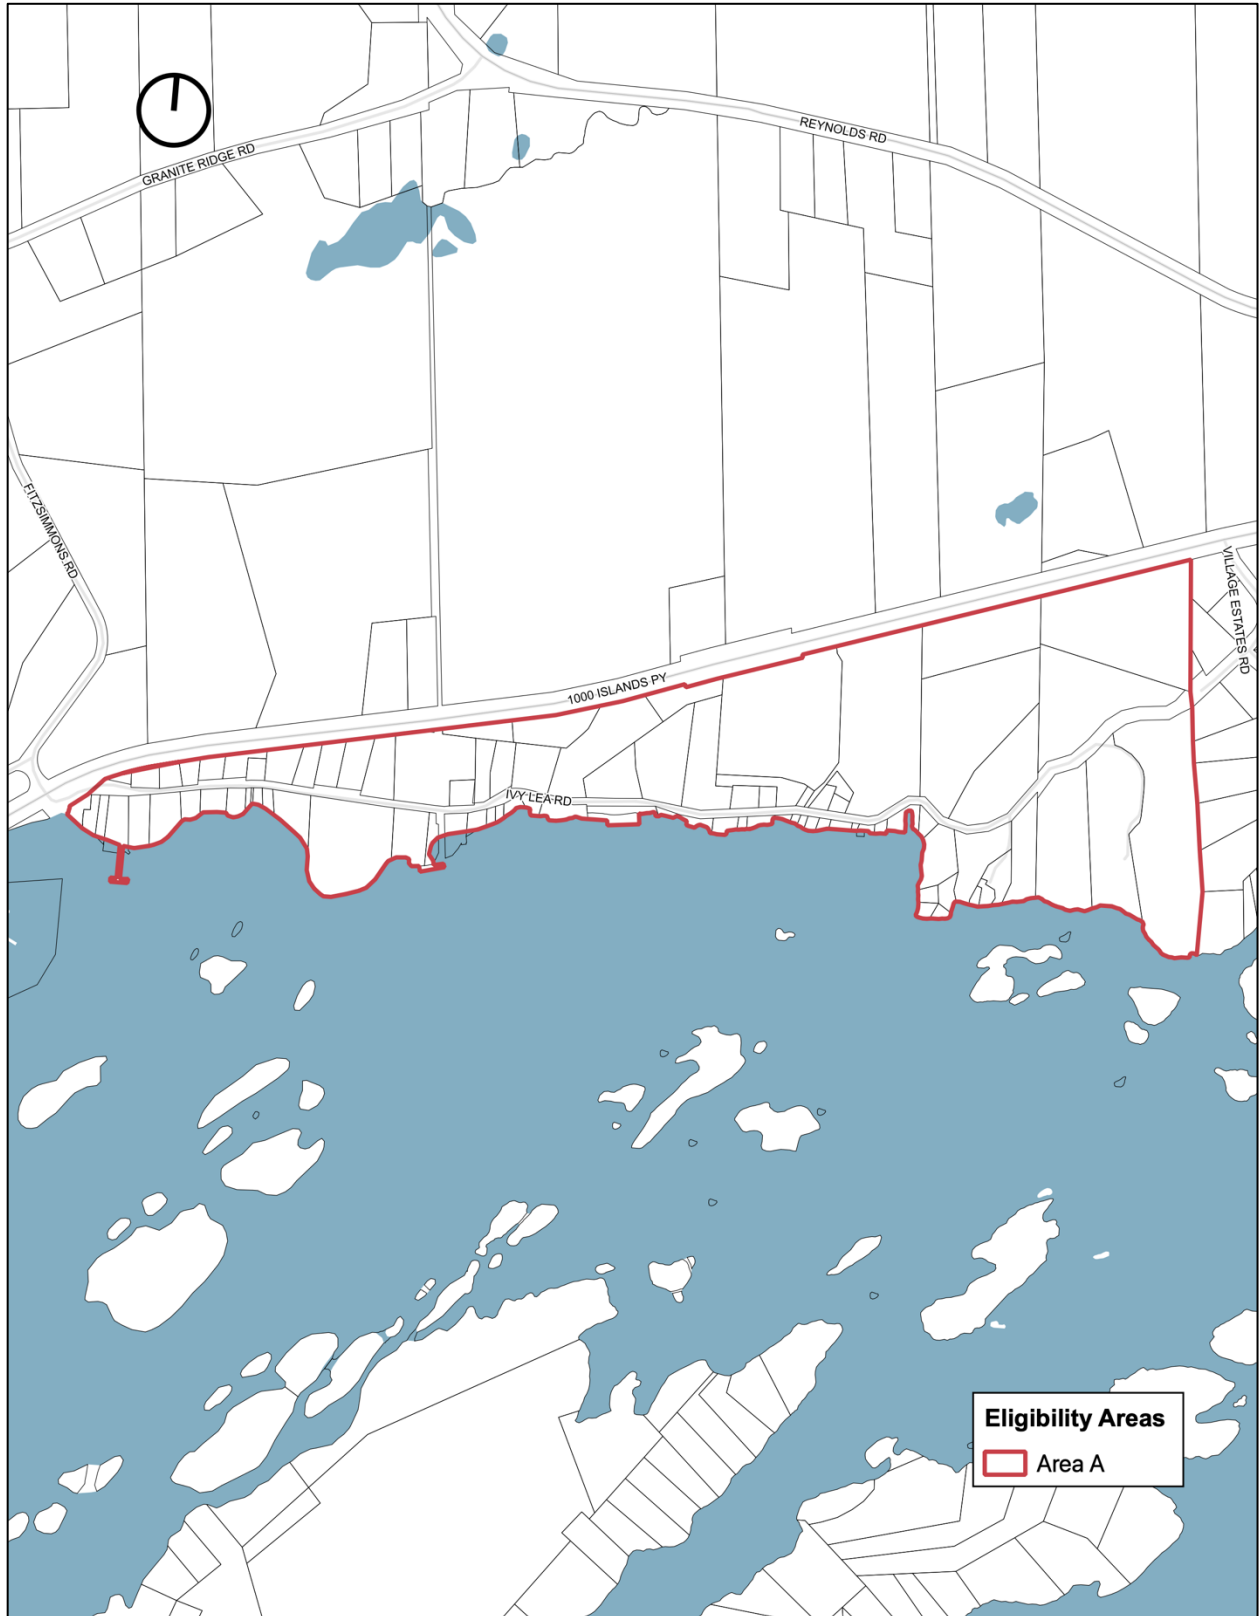 REYNOLDS RD
GRANITE RIDGE RD
FITZSIMMONS RD
VILLAGE ESTATES RD
1000 ISLANDS PY
IVY LEA RD
Eligibility Areas
Area A